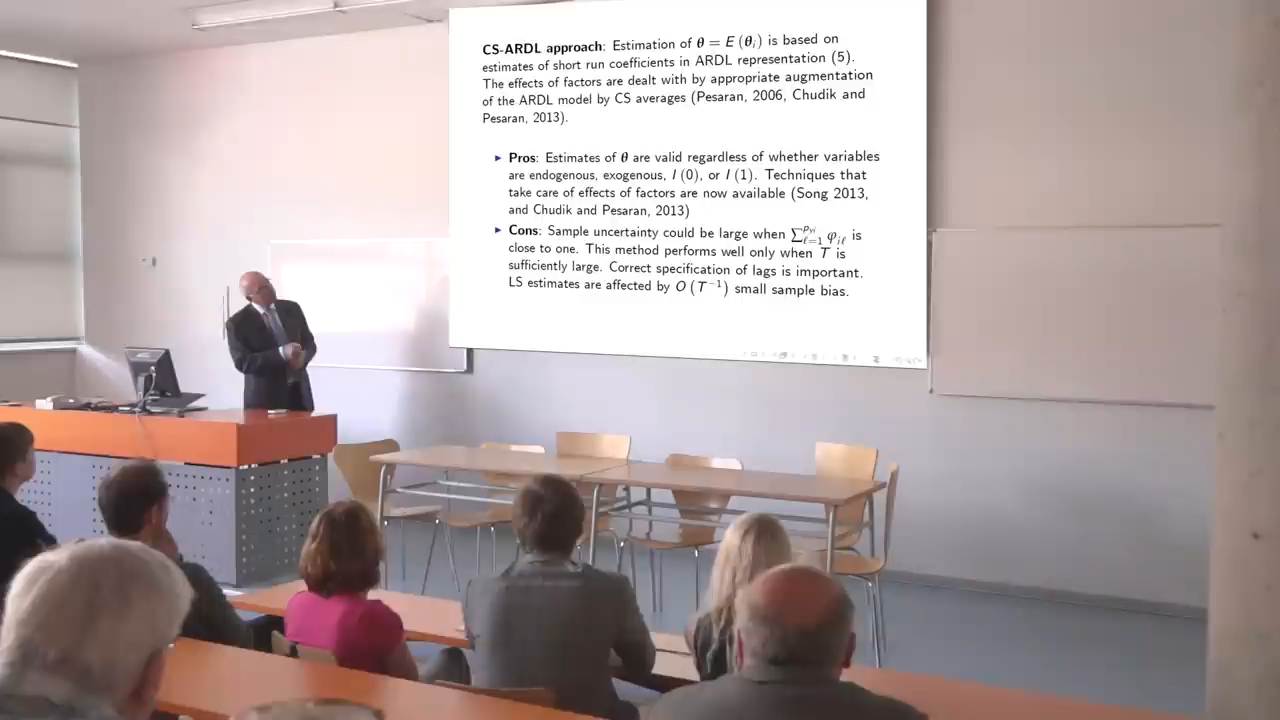 CS-ARDL approach: Estimation of θ = E (θᵢ) is based on
estimates of short run coefficients in ARDL representation (5).
The effects of factors are dealt with by appropriate augmentation
of the ARDL model by CS averages (Pesaran, 2006, Chudik and
Pesaran, 2013).
► Pros: Estimates of θ are valid regardless of whether variables
are endogenous, exogenous, I (0), or I (1). Techniques that
take care of effects of factors are now available (Song 2013,
and Chudik and Pesaran, 2013)
► Cons: Sample uncertainty could be large when ∑_{ℓ=1}^{p_{yi}} φ_{iℓ} is
close to one. This method performs well only when T is
sufficiently large. Correct specification of lags is important.
LS estimates are affected by O (T⁻¹) small sample bias.